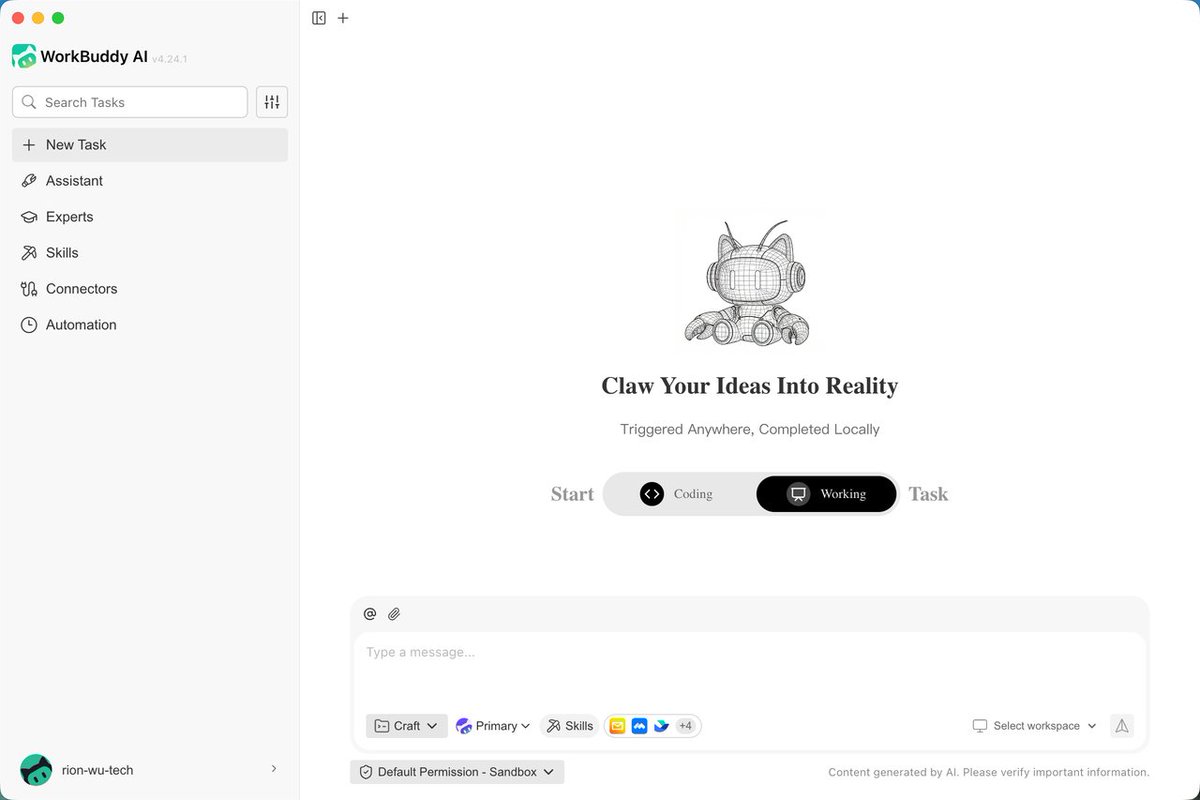 WorkBuddy AI v4.24.1
Search Tasks
New Task
Assistant
Experts
Skills
Connectors
Automation
rion-wu-tech
Claw Your Ideas Into Reality
Triggered Anywhere, Completed Locally
Start Coding Working Task
@
Type a message...
Craft Primary Skills +4 Select workspace
Default Permission - Sandbox
Content generated by AI. Please verify important information.